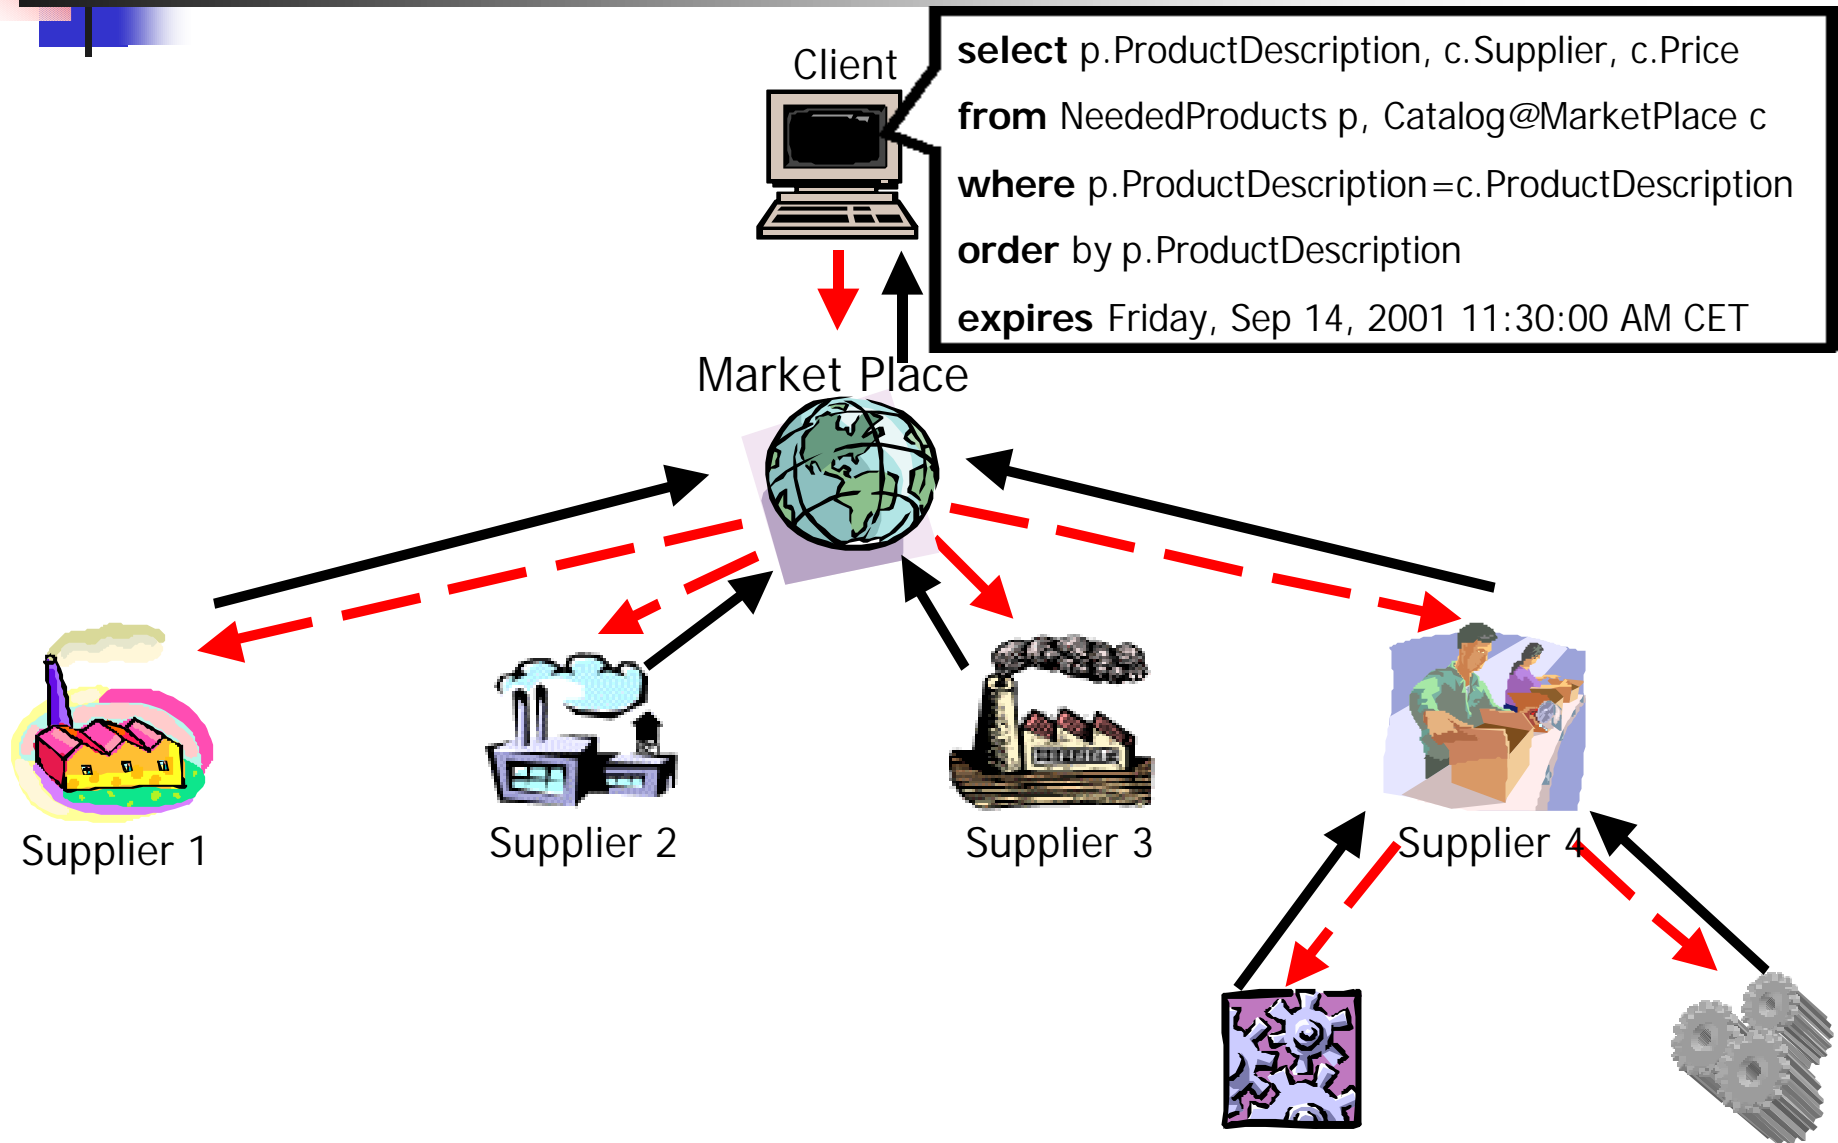 Client
select p.ProductDescription, c.Supplier, c.Price
from NeededProducts p, Catalog@MarketPlace c
where p.ProductDescription=c.ProductDescription
order by p.ProductDescription
expires Friday, Sep 14, 2001 11:30:00 AM CET
Market Place
Supplier 1
Supplier 2
Supplier 3
Supplier 4